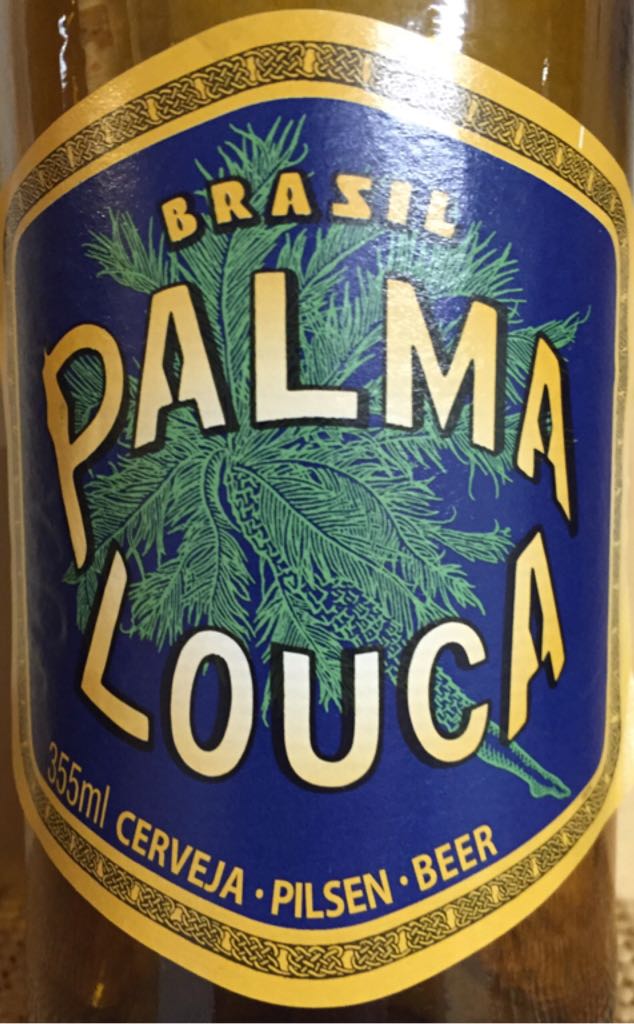 BRASIL
PALMA
LOUCA
355ml
CERVEJA · PILSEN · BEER